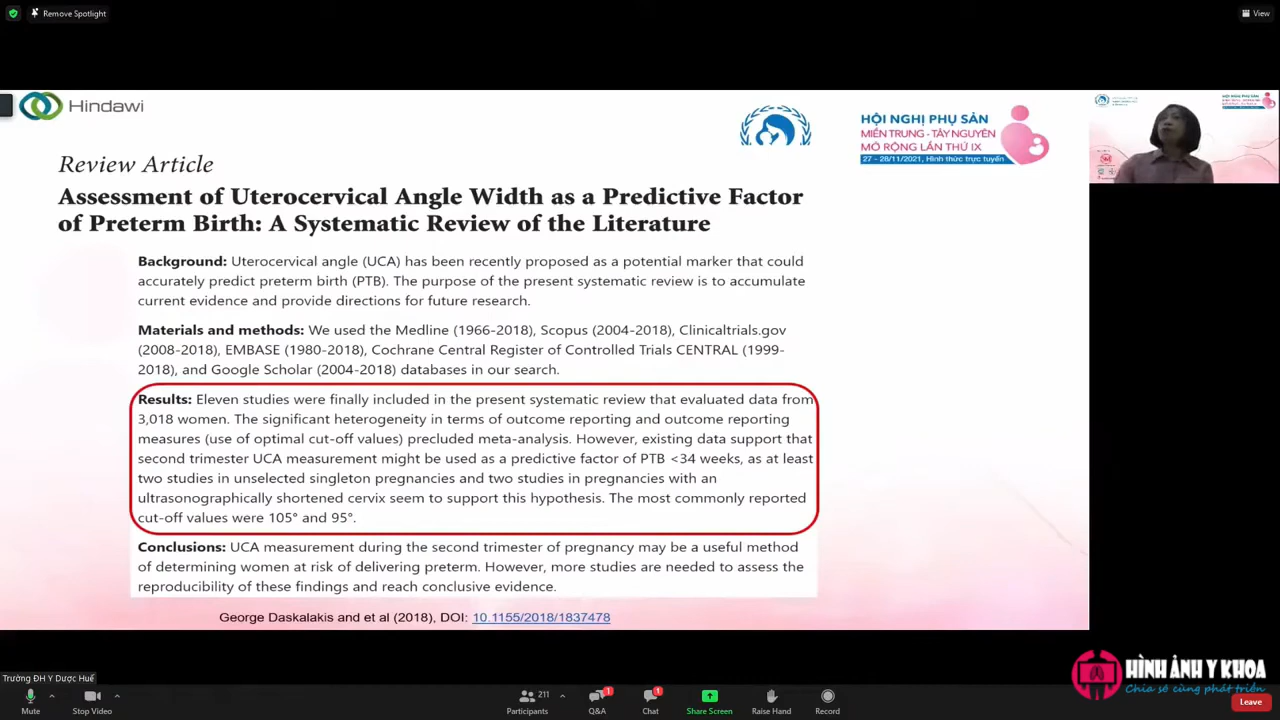 Remove Spotlight
View
Hindawi
HỘI NGHỊ PHỤ SẢN
MIỀN TRUNG - TÂY NGUYÊN
MỞ RỘNG LẦN THỨ IX
27 - 28/11/2021, Hình thức trực tuyến
Review Article
Assessment of Uterocervical Angle Width as a Predictive Factor
of Preterm Birth: A Systematic Review of the Literature
Background: Uterocervical angle (UCA) has been recently proposed as a potential marker that could
accurately predict preterm birth (PTB). The purpose of the present systematic review is to accumulate
current evidence and provide directions for future research.
Materials and methods: We used the Medline (1966-2018), Scopus (2004-2018), Clinicaltrials.gov
(2008-2018), EMBASE (1980-2018), Cochrane Central Register of Controlled Trials CENTRAL (1999-
2018), and Google Scholar (2004-2018) databases in our search.
Results: Eleven studies were finally included in the present systematic review that evaluated data from
3,018 women. The significant heterogeneity in terms of outcome reporting and outcome reporting
measures (use of optimal cut-off values) precluded meta-analysis. However, existing data support that
second trimester UCA measurement might be used as a predictive factor of PTB <34 weeks, as at least
two studies in unselected singleton pregnancies and two studies in pregnancies with an
ultrasonographically shortened cervix seem to support this hypothesis. The most commonly reported
cut-off values were 105° and 95°.
Conclusions: UCA measurement during the second trimester of pregnancy may be a useful method
of determining women at risk of delivering preterm. However, more studies are needed to assess the
reproducibility of these findings and reach conclusive evidence.
George Daskalakis and et al (2018), DOI: 10.1155/2018/1837478
Trường ĐH Y Dược Huế
HÌNH ẢNH Y KHOA
Chia sẻ cùng phát triển
Mute
Stop Video
211
Participants
1
Q&A
1
Chat
Share Screen
Raise Hand
Record
Leave